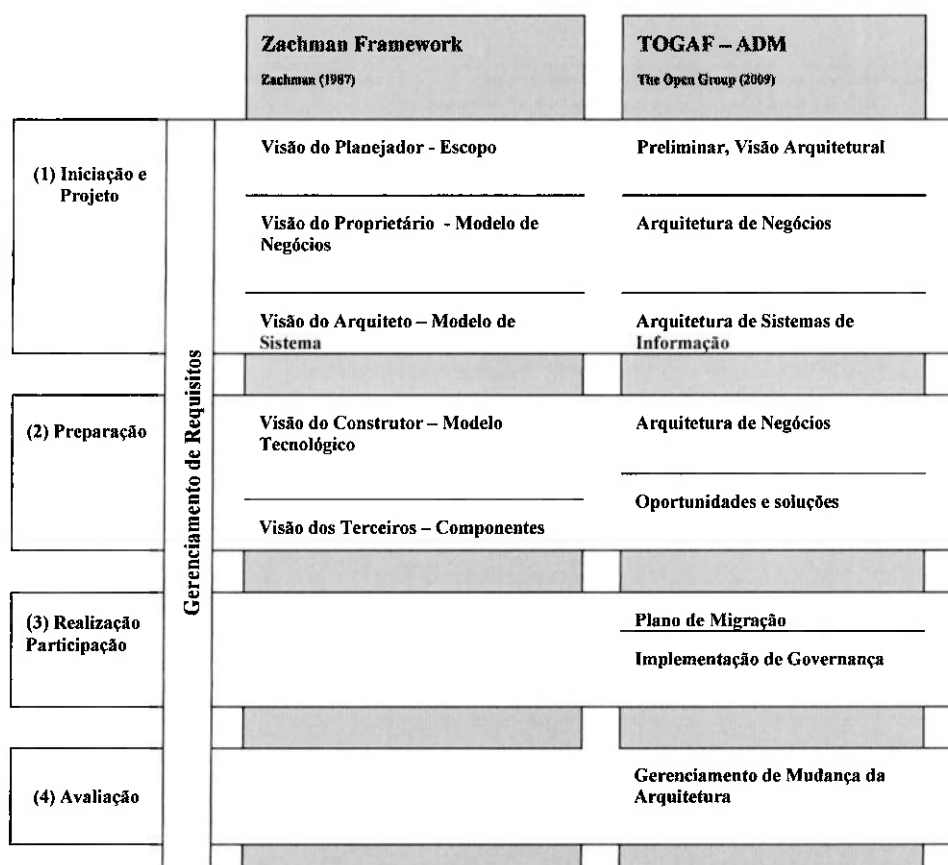 Zachman Framework
Zachman (1987)
TOGAF – ADM
The Open Group (2009)
(1) Iniciação e
Projeto
Gerenciamento de Requisitos
Visão do Planejador - Escopo
Preliminar, Visão Arquitetural
Visão do Proprietário - Modelo de
Negócios
Arquitetura de Negócios
Visão do Arquiteto – Modelo de
Sistema
Arquitetura de Sistemas de
Informação
(2) Preparação
Visão do Construtor – Modelo
Tecnológico
Arquitetura de Negócios
Visão dos Terceiros – Componentes
Oportunidades e soluções
(3) Realização
Participação
Plano de Migração
Implementação de Governança
(4) Avaliação
Gerenciamento de Mudança da
Arquitetura